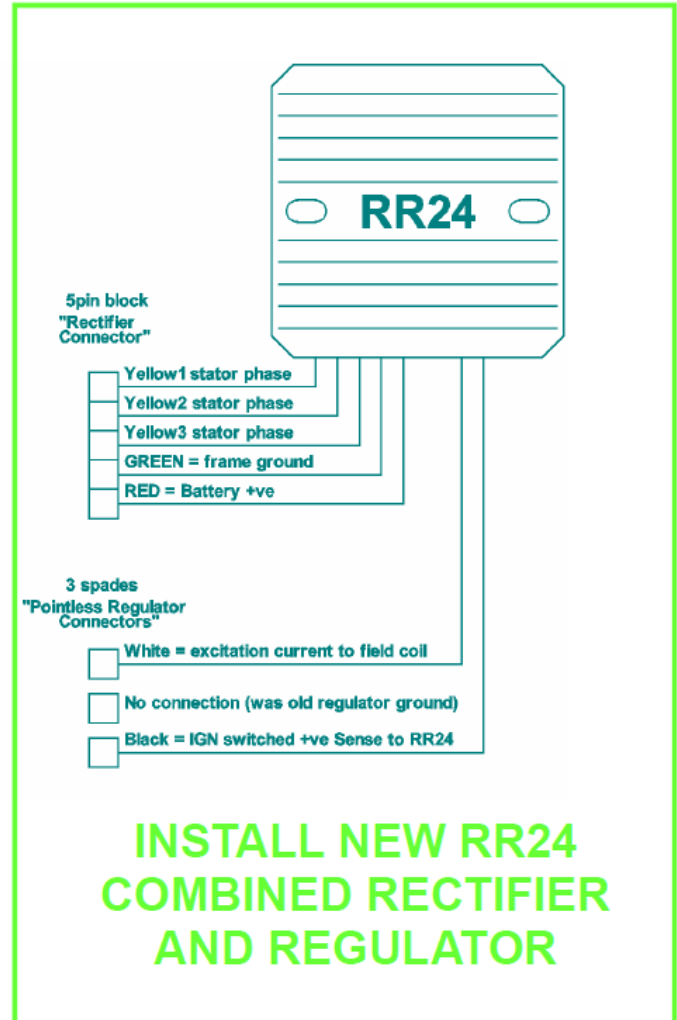 RR24
5pin block
"Rectifier
Connector"
Yellow1 stator phase
Yellow2 stator phase
Yellow3 stator phase
GREEN = frame ground
RED = Battery +ve
3 spades
"Pointless Regulator
Connectors"
White = excitation current to field coil
No connection (was old regulator ground)
Black = IGN switched +ve Sense to RR24
INSTALL NEW RR24
COMBINED RECTIFIER
AND REGULATOR